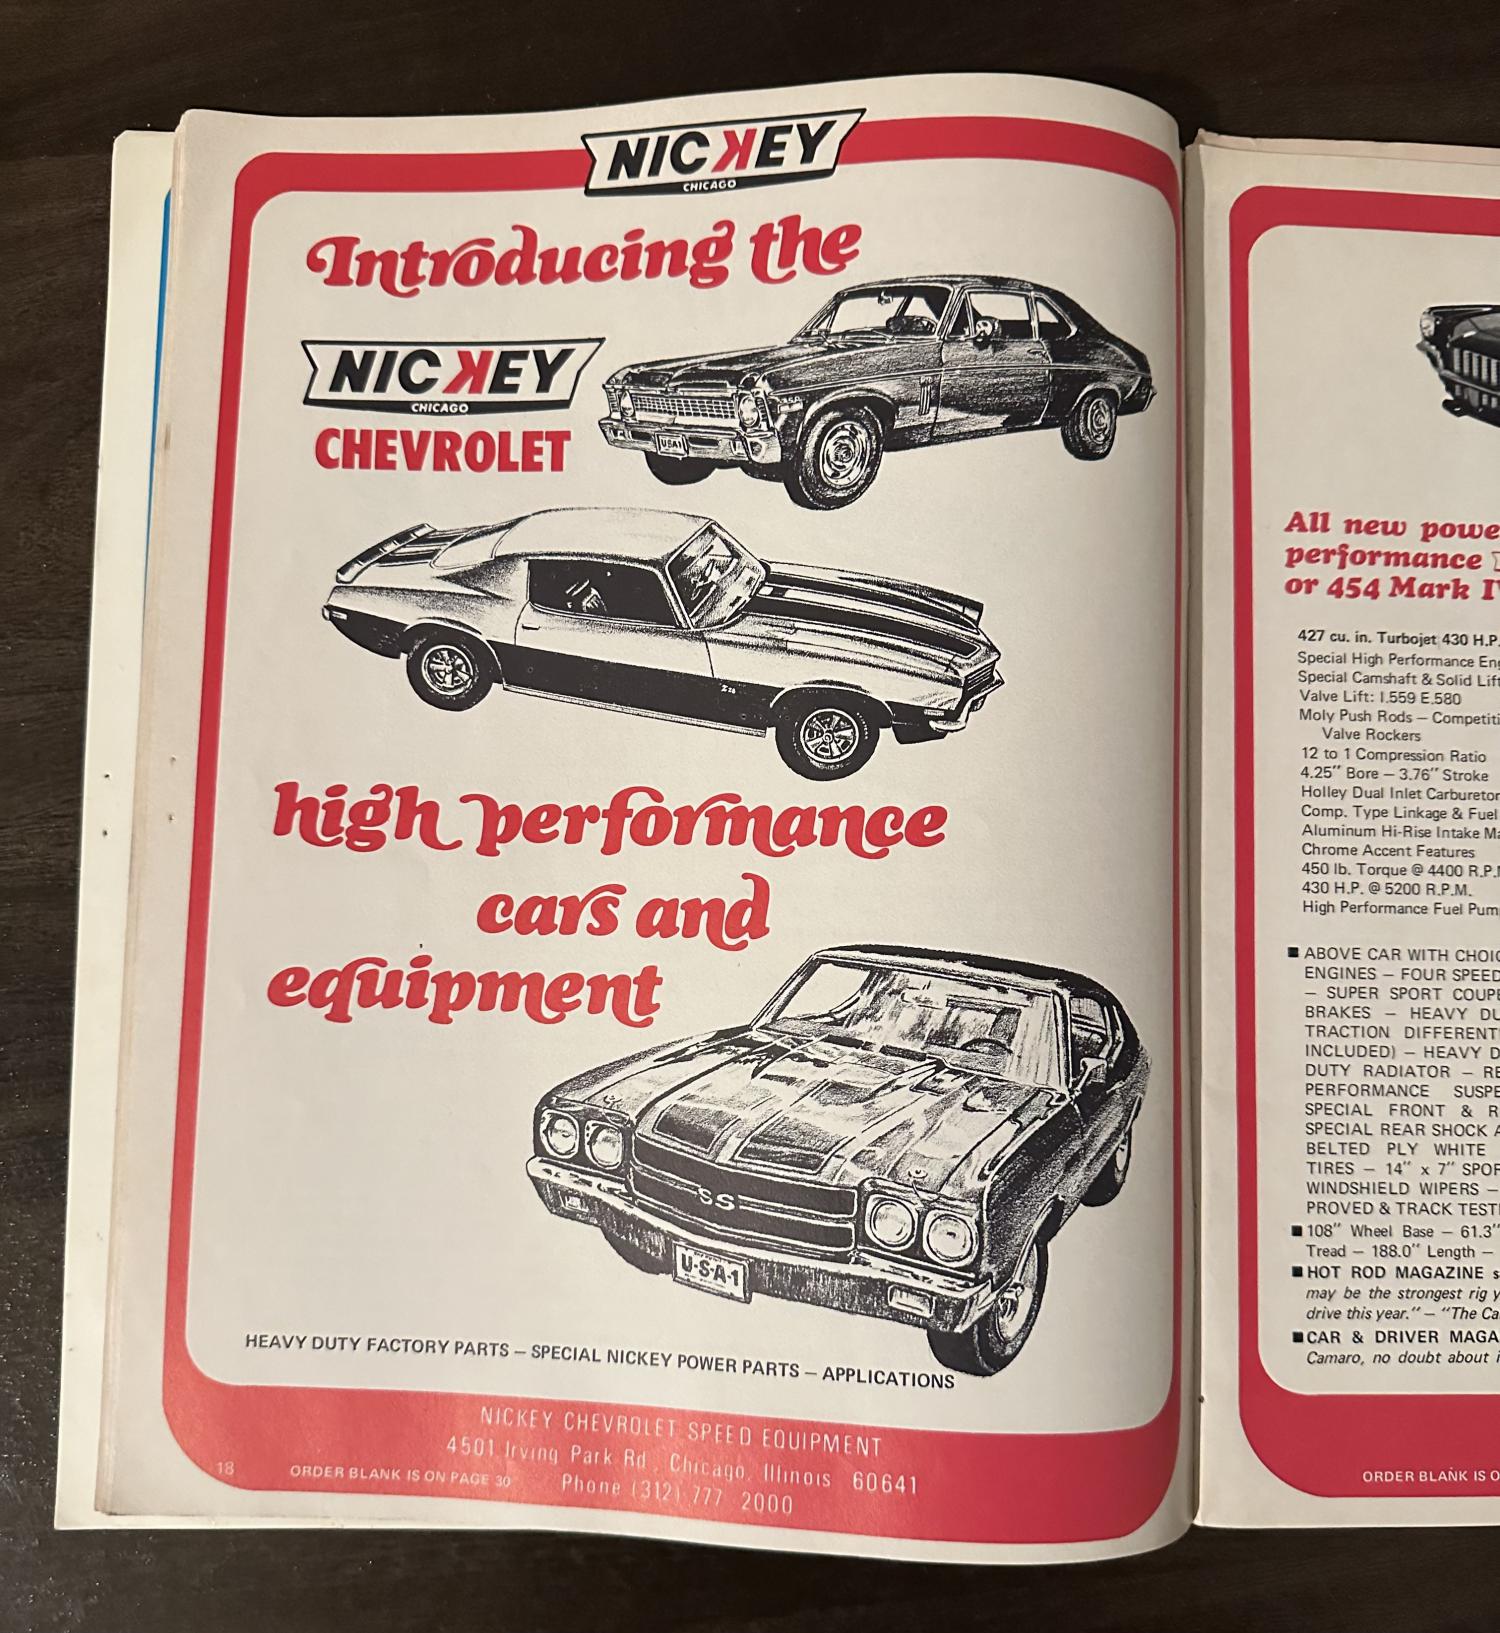 NICKEY
CHICAGO
Introducing the
NICKEY
CHICAGO
CHEVROLET
350
USA1
Z28
high performance
cars and
equipment
SS
U·S·A·1
HEAVY DUTY FACTORY PARTS — SPECIAL NICKEY POWER PARTS — APPLICATIONS
NICKEY CHEVROLET SPEED EQUIPMENT
4501 Irving Park Rd. Chicago, Illinois 60641
Phone (312) 777 2000
18
ORDER BLANK IS ON PAGE 30
All new powe
performance
or 454 Mark I
427 cu. in. Turbojet 430 H.P.
Special High Performance Eng
Special Camshaft & Solid Lift
Valve Lift: I.559 E.580
Moly Push Rods — Competiti
Valve Rockers
12 to 1 Compression Ratio
4.25" Bore — 3.76" Stroke
Holley Dual Inlet Carburetor
Comp. Type Linkage & Fuel
Aluminum Hi-Rise Intake Ma
Chrome Accent Features
450 lb. Torque @ 4400 R.P.M
430 H.P. @ 5200 R.P.M.
High Performance Fuel Pum
■ ABOVE CAR WITH CHOIC
ENGINES — FOUR SPEED
— SUPER SPORT COUPE
BRAKES — HEAVY DU
TRACTION DIFFERENT
INCLUDED) — HEAVY D
DUTY RADIATOR — RE
PERFORMANCE SUSPE
SPECIAL FRONT & R
SPECIAL REAR SHOCK A
BELTED PLY WHITE
TIRES — 14" x 7" SPOR
WINDSHIELD WIPERS —
PROVED & TRACK TEST
■ 108" Wheel Base — 61.3"
Tread — 188.0" Length —
■ HOT ROD MAGAZINE s
may be the strongest rig y
drive this year." — "The Ca
■ CAR & DRIVER MAGA
Camaro, no doubt about i
ORDER BLANK IS O